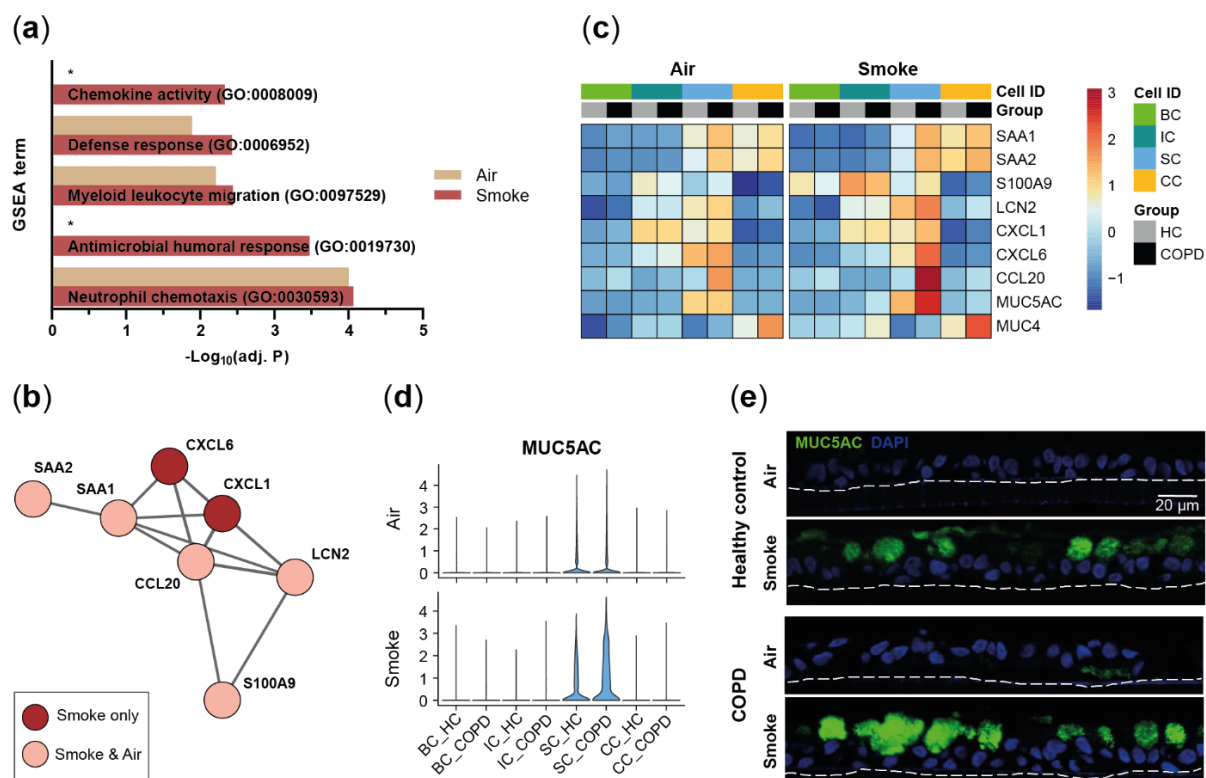 (a)
GSEA term
*
Chemokine activity (GO:0008009)
Defense response (GO:0006952)
Myeloid leukocyte migration (GO:0097529)
*
Antimicrobial humoral response (GO:0019730)
Neutrophil chemotaxis (GO:0030593)
0 1 2 3 4 5
-Log10(adj. P)
Air
Smoke
(c)
Air Smoke
Cell ID
Group
SAA1
SAA2
S100A9
LCN2
CXCL1
CXCL6
CCL20
MUC5AC
MUC4
3
2
1
0
−1
Cell ID
BC
IC
SC
CC
Group
HC
COPD
(b)
CXCL6
SAA2
SAA1
CXCL1
LCN2
CCL20
S100A9
Smoke only
Smoke & Air
(d)
MUC5AC
Air
4
3
2
1
0
Smoke
4
3
2
1
0
BC_HC
BC_COPD
IC_HC
IC_COPD
SC_HC
SC_COPD
CC_HC
CC_COPD
(e)
MUC5AC DAPI
20 µm
Healthy control
Air
Smoke
COPD
Air
Smoke